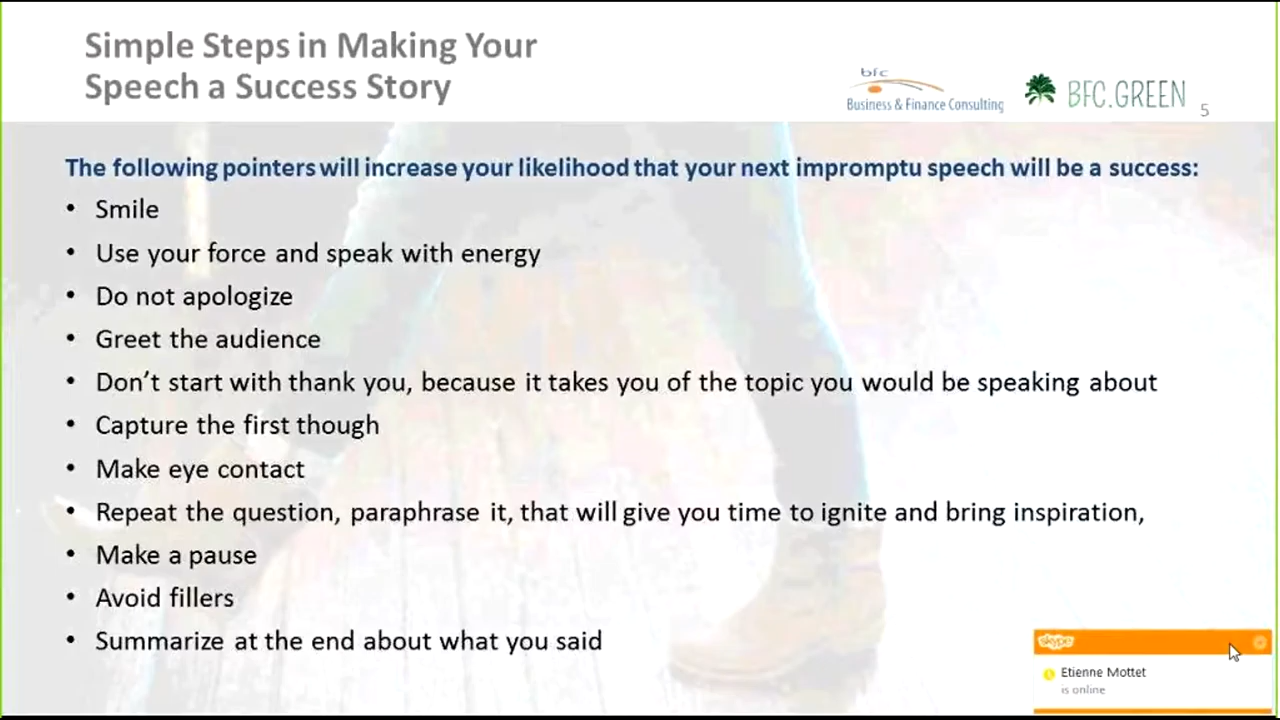 Simple Steps in Making Your
Speech a Success Story
bfc
Business & Finance Consulting
BFC.GREEN
5
The following pointers will increase your likelihood that your next impromptu speech will be a success:
• Smile
• Use your force and speak with energy
• Do not apologize
• Greet the audience
• Don't start with thank you, because it takes you of the topic you would be speaking about
• Capture the first though
• Make eye contact
• Repeat the question, paraphrase it, that will give you time to ignite and bring inspiration,
• Make a pause
• Avoid fillers
• Summarize at the end about what you said
skype
Etienne Mottet
is online